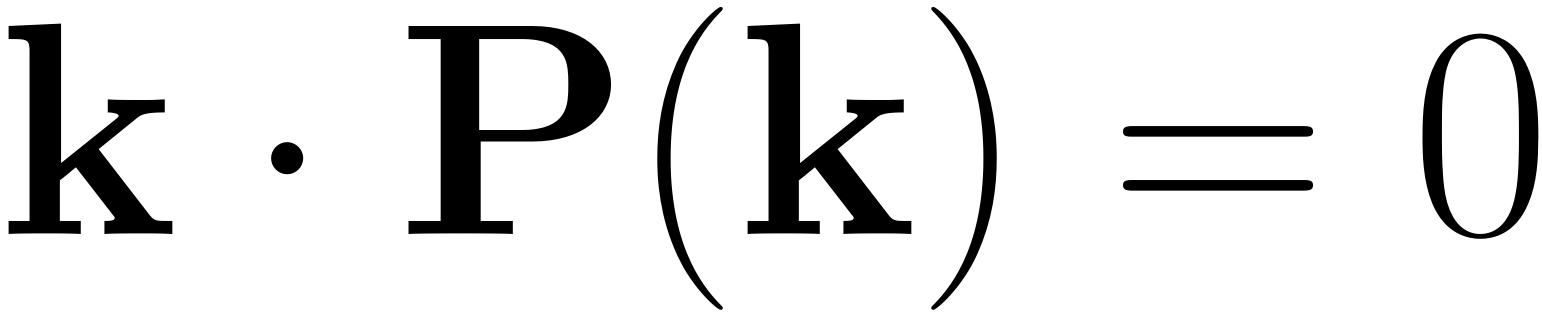 k · P(k) = 0